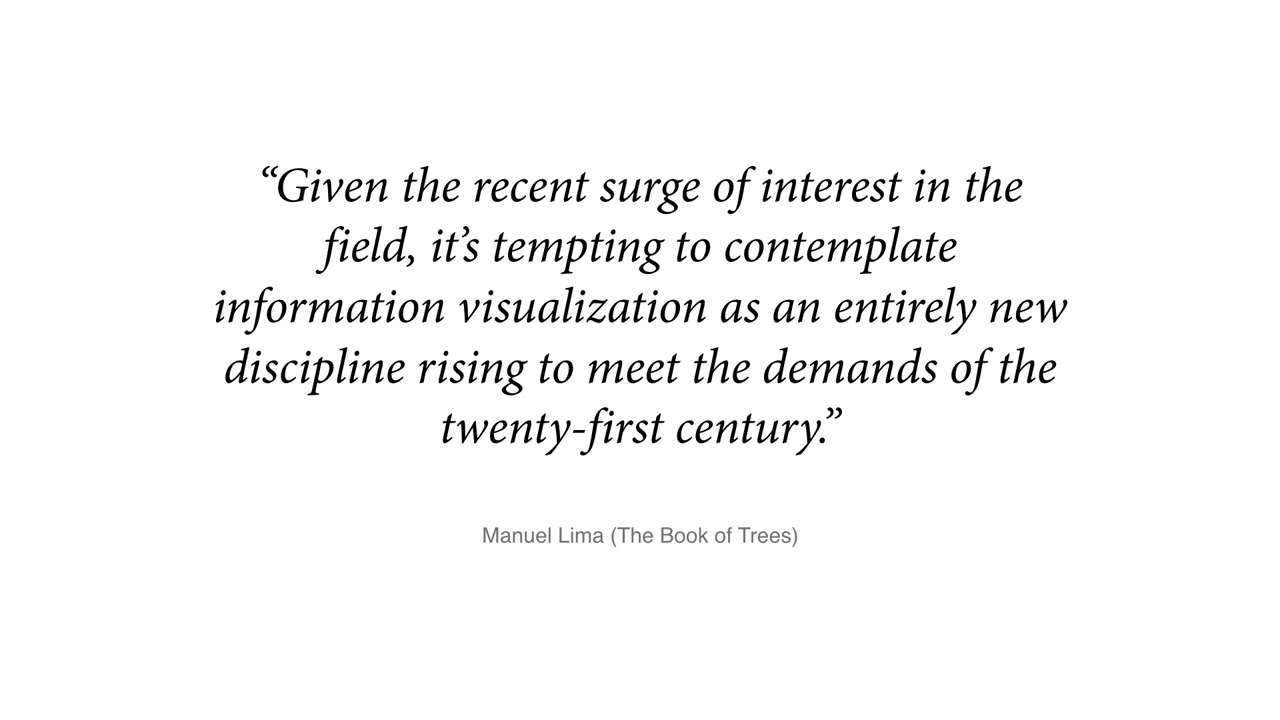 “Given the recent surge of interest in the
field, it’s tempting to contemplate
information visualization as an entirely new
discipline rising to meet the demands of the
twenty-first century.”
Manuel Lima (The Book of Trees)